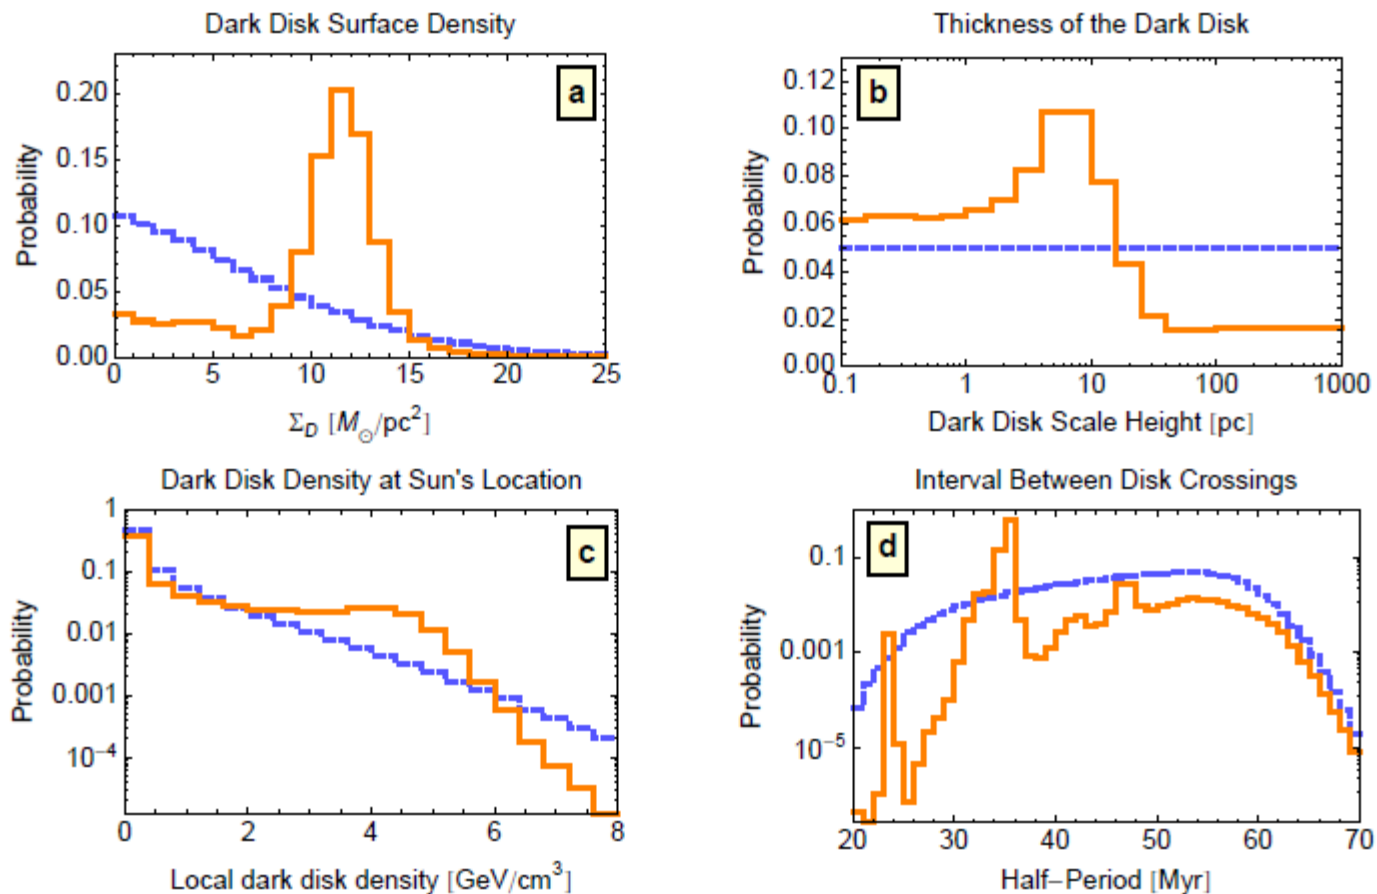 Dark Disk Surface Density
a
Probability
0.20
0.15
0.10
0.05
0.00
0 5 10 15 20 25
Σ_D [M_⊙/pc²]
Thickness of the Dark Disk
b
Probability
0.12
0.10
0.08
0.06
0.04
0.02
0.00
0.1 1 10 100 1000
Dark Disk Scale Height [pc]
Dark Disk Density at Sun's Location
c
Probability
1
0.1
0.01
0.001
10⁻⁴
0 2 4 6 8
Local dark disk density [GeV/cm³]
Interval Between Disk Crossings
d
Probability
0.1
0.001
10⁻⁵
20 30 40 50 60 70
Half−Period [Myr]